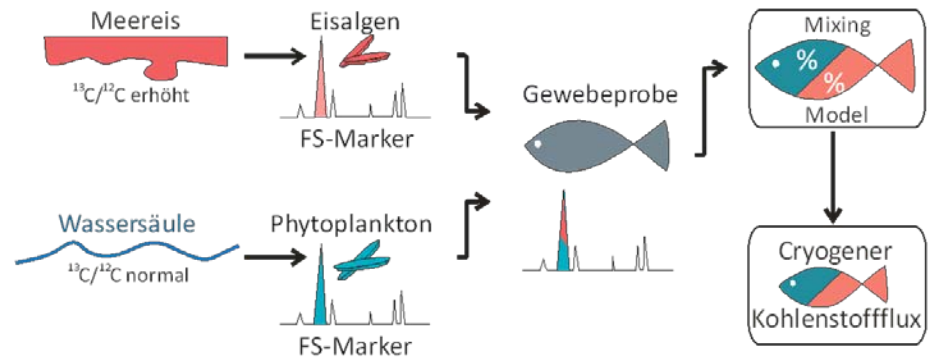 Meereis
¹³C/¹²C erhöht
Eisalgen
FS-Marker
Wassersäule
¹³C/¹²C normal
Phytoplankton
FS-Marker
Gewebeprobe
Mixing
%
%
Model
Cryogener
Kohlenstoffflux